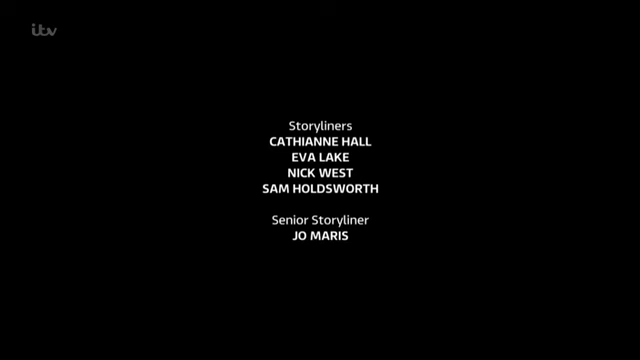 itv
Storyliners
CATHIANNE HALL
EVA LAKE
NICK WEST
SAM HOLDSWORTH
Senior Storyliner
JO MARIS